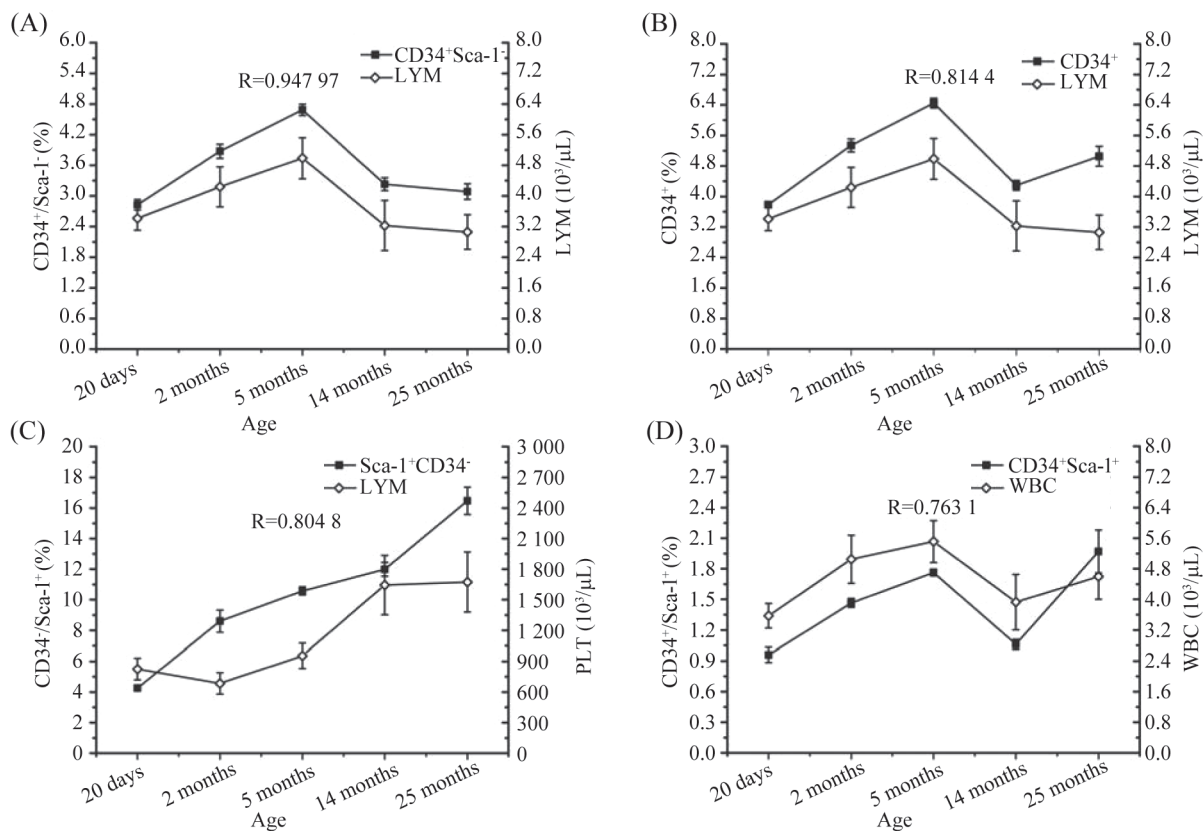 (A)
6.0
5.4
4.8
4.2
3.6
3.0
2.4
1.8
1.2
0.6
0.0
CD34⁺/Sca-1⁻ (%)
CD34⁺Sca-1⁻
LYM
R=0.947 97
8.0
7.2
6.4
5.6
4.8
4.0
3.2
2.4
1.6
0.8
0.0
LYM (10³/μL)
20 days
2 months
5 months
14 months
25 months
Age
(B)
8.0
7.2
6.4
5.6
4.8
4.0
3.2
2.4
1.6
0.8
0.0
CD34⁺ (%)
CD34⁺
LYM
R=0.814 4
8.0
7.2
6.4
5.6
4.8
4.0
3.2
2.4
1.6
0.8
0.0
LYM (10³/μL)
20 days
2 months
5 months
14 months
25 months
Age
(C)
20
18
16
14
12
10
8
6
4
2
0
CD34⁻/Sca-1⁺ (%)
Sca-1⁺CD34⁻
LYM
R=0.804 8
3 000
2 700
2 400
2 100
1 800
1 500
1 200
900
600
300
0
PLT (10³/μL)
20 days
2 months
5 months
14 months
25 months
Age
(D)
3.0
2.7
2.4
2.1
1.8
1.5
1.2
0.9
0.6
0.3
0.0
CD34⁺/Sca-1⁺ (%)
CD34⁺Sca-1⁺
WBC
R=0.763 1
8.0
7.2
6.4
5.6
4.8
4.0
3.2
2.4
1.6
0.8
0.0
WBC (10³/μL)
20 days
2 months
5 months
14 months
25 months
Age